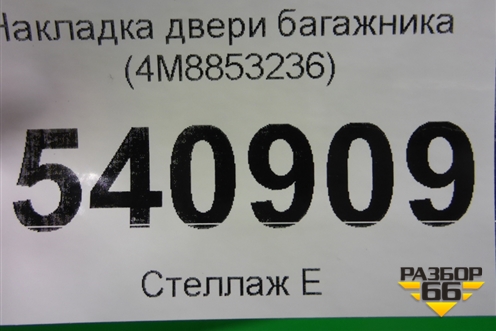 Накладка двери багажника
(4M8853236)
540909
Стеллаж Е
РАЗБОР
66